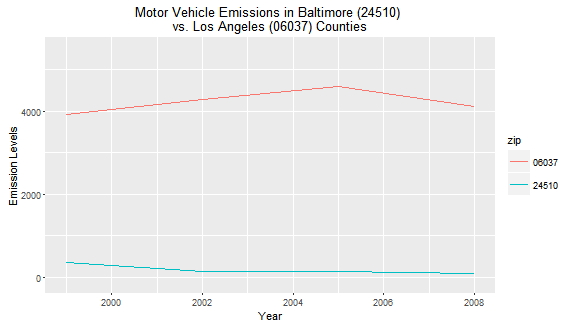 Motor Vehicle Emissions in Baltimore (24510)
vs. Los Angeles (06037) Counties
Emission Levels
4000
2000
0
2000
2002
2004
2006
2008
Year
zip
06037
24510